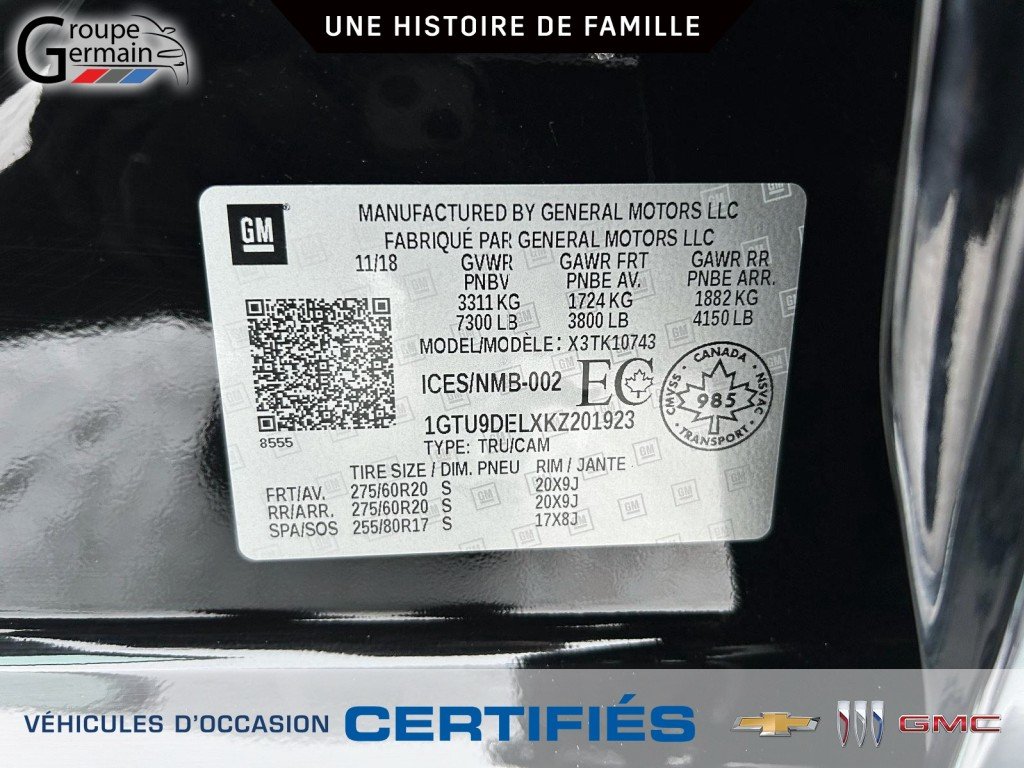 Groupe
Germain
UNE HISTOIRE DE FAMILLE
GM
MANUFACTURED BY GENERAL MOTORS LLC
FABRIQUÉ PAR GENERAL MOTORS LLC
11/18 GVWR GAWR FRT GAWR RR
PNBV PNBE AV. PNBE ARR.
3311 KG 1724 KG 1882 KG
7300 LB 3800 LB 4150 LB
MODEL/MODÈLE: X3TK10743
ICES/NMB-002 EC
CANADA
CMVSS 985 NSVAC
TRANSPORT
8555
1GTU9DELXKZ201923
TYPE: TRU/CAM
TIRE SIZE / DIM. PNEU RIM / JANTE
FRT/AV. 275/60R20 S 20X9J
RR/ARR. 275/60R20 S 20X9J
SPA/SOS 255/80R17 S 17X8J
VÉHICULES D'OCCASION CERTIFIÉS GMC